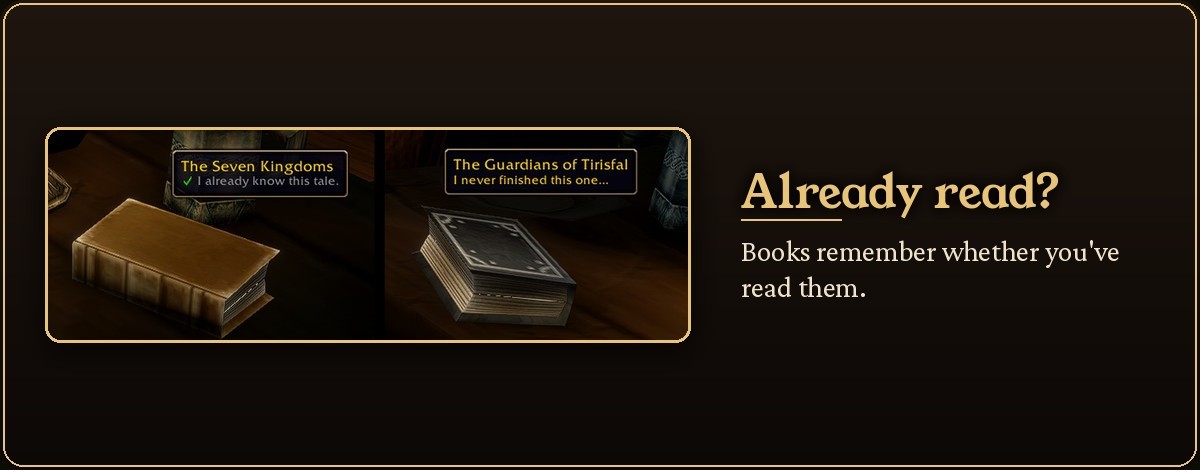 The Seven Kingdoms
✓ I already know this tale.
The Guardians of Tirisfal
I never finished this one...
Already read?
Books remember whether you've
read them.